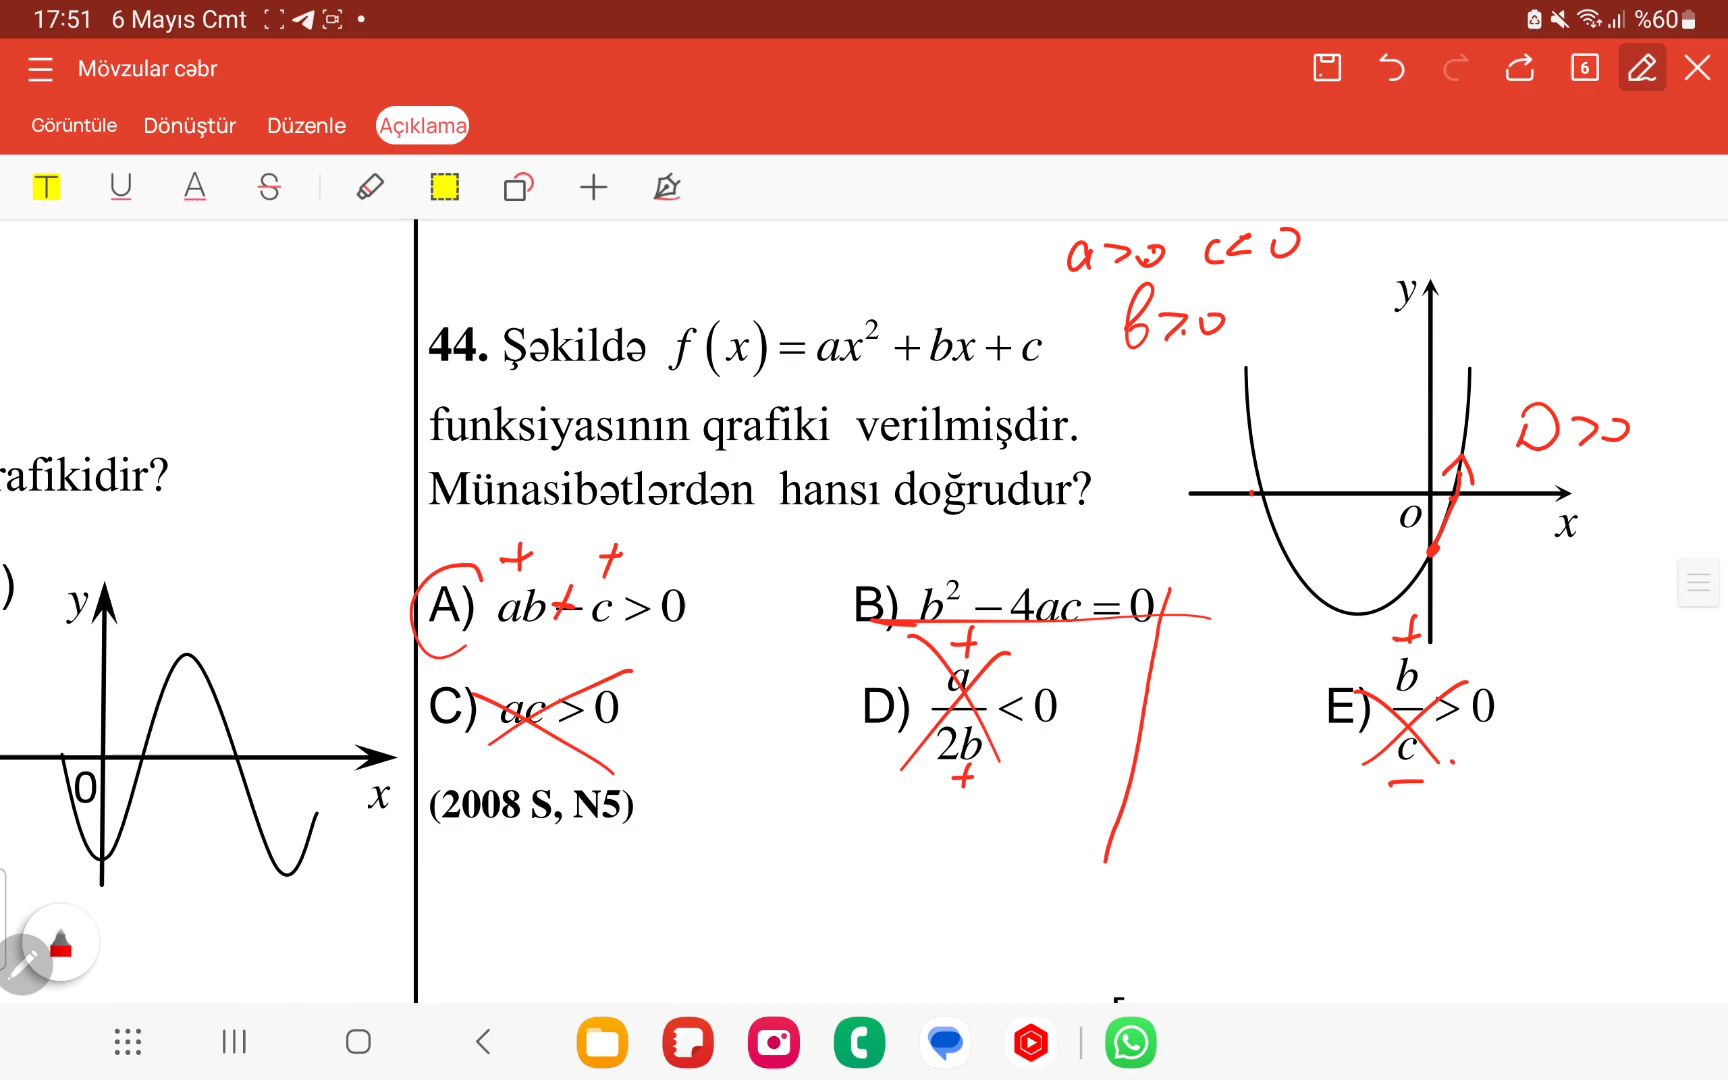 17:51 6 Mayıs Cmt %60
Mövzular cəbr 6
Görüntüle Dönüştür Düzenle Açıklama
T U A S
a>0 c<0
b>0
44. Şəkildə f(x)=ax²+bx+c
funksiyasının qrafiki verilmişdir.
Münasibətlərdən hansı doğrudur?
y
O
x
D>0
rafikidir?
)
y
0
x
+ +
A) ab – c > 0 B) b² – 4ac = 0
C) ac > 0 D) a/2b < 0 E) b/c > 0
+ + + –
(2008 S, N5)